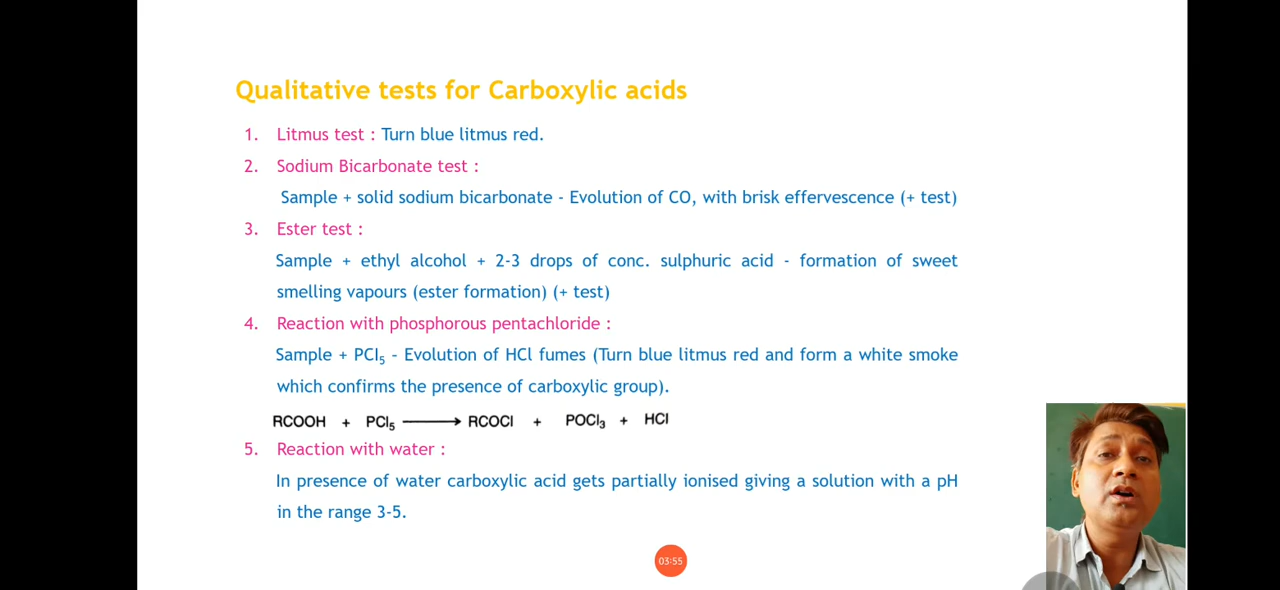 Qualitative tests for Carboxylic acids
1. Litmus test : Turn blue litmus red.
2. Sodium Bicarbonate test :
Sample + solid sodium bicarbonate - Evolution of CO, with brisk effervescence (+ test)
3. Ester test :
Sample + ethyl alcohol + 2-3 drops of conc. sulphuric acid - formation of sweet
smelling vapours (ester formation) (+ test)
4. Reaction with phosphorous pentachloride :
Sample + PCl₅ – Evolution of HCl fumes (Turn blue litmus red and form a white smoke
which confirms the presence of carboxylic group).
RCOOH + PCl₅ ⟶ RCOCl + POCl₃ + HCl
5. Reaction with water :
In presence of water carboxylic acid gets partially ionised giving a solution with a pH
in the range 3-5.
03:55